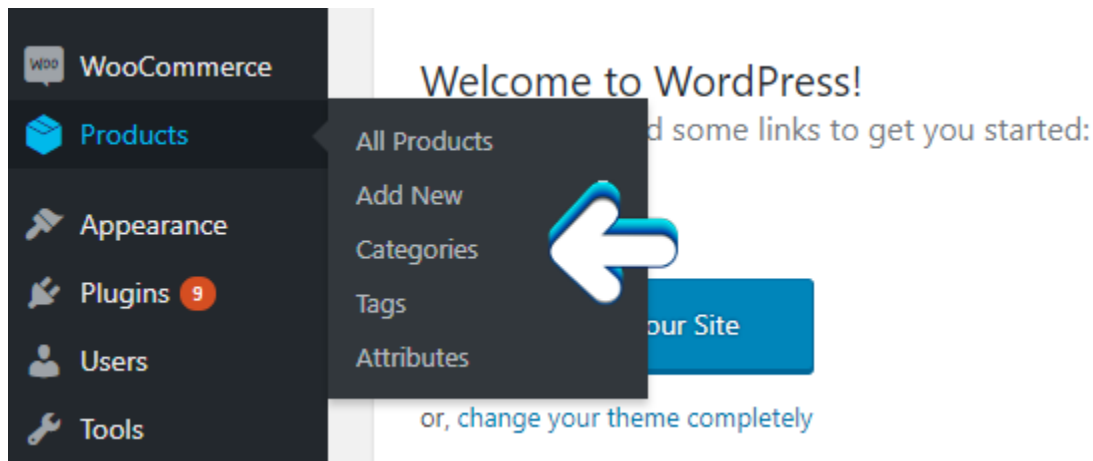 Woo WooCommerce
Products
Appearance
Plugins 9
Users
Tools
All Products
Add New
Categories
Tags
Attributes
Welcome to WordPress!
d some links to get you started:
our Site
or, change your theme completely